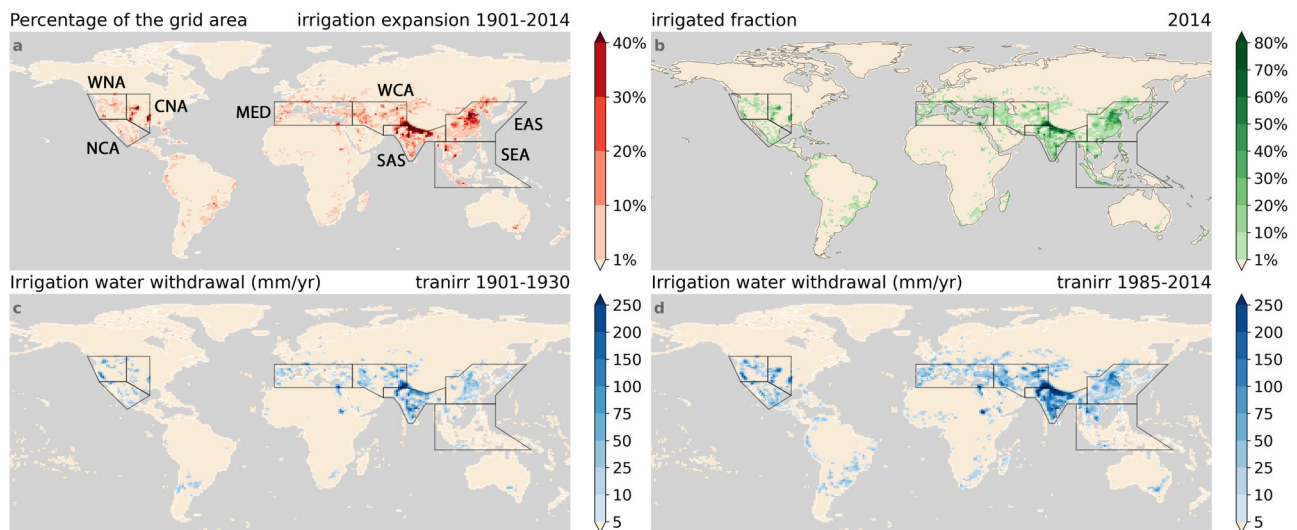 Percentage of the grid area irrigation expansion 1901-2014
a
WNA
CNA
NCA
MED
WCA
EAS
SAS
SEA
40%
30%
20%
10%
1%
irrigated fraction 2014
b
80%
70%
60%
50%
40%
30%
20%
10%
1%
Irrigation water withdrawal (mm/yr) tranirr 1901-1930
c
250
200
150
100
75
50
25
10
5
Irrigation water withdrawal (mm/yr) tranirr 1985-2014
d
250
200
150
100
75
50
25
10
5